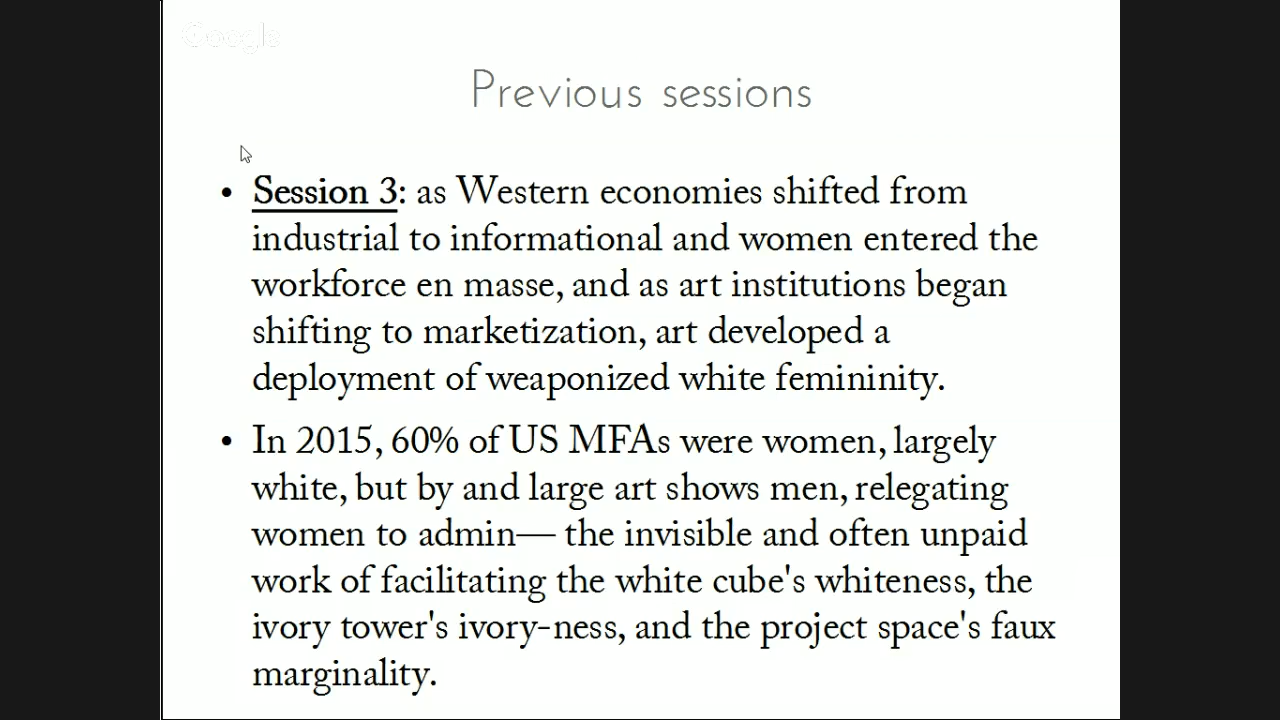 Google
Previous sessions
• Session 3: as Western economies shifted from
industrial to informational and women entered the
workforce en masse, and as art institutions began
shifting to marketization, art developed a
deployment of weaponized white femininity.
• In 2015, 60% of US MFAs were women, largely
white, but by and large art shows men, relegating
women to admin— the invisible and often unpaid
work of facilitating the white cube's whiteness, the
ivory tower's ivory-ness, and the project space's faux
marginality.